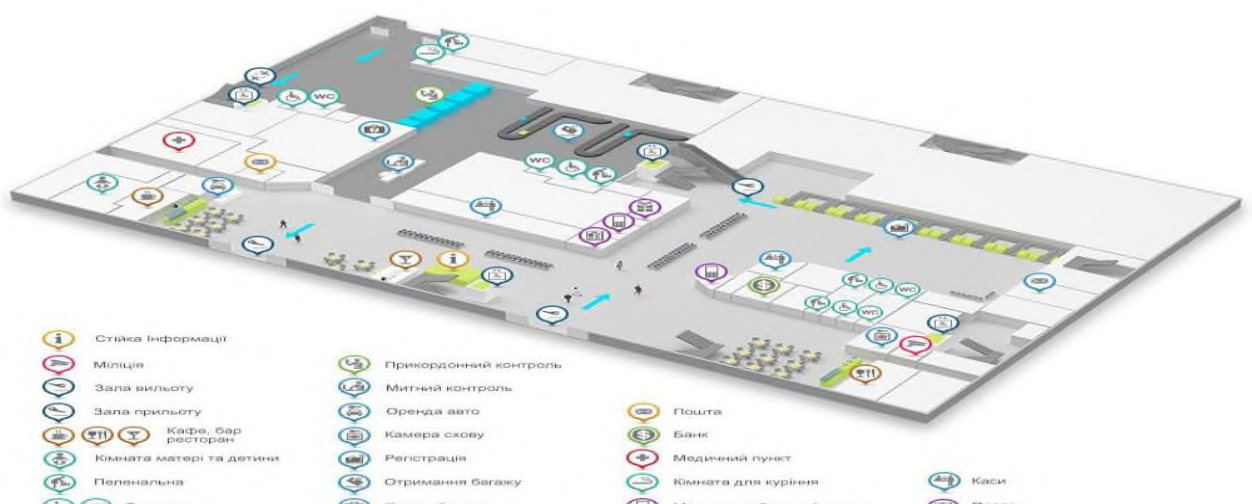 WC
WC
WC
WC
Стійка Інформації
Міліція
Зала вильоту
Зала прильоту
Кафе, бар
ресторан
Кімната матері та дитини
Пеленальна
Прикордонний контроль
Митний контроль
Оренда авто
Камера схову
Регістрація
Отримання багажу
Пошта
Банк
Медичний пункт
Кімната для куріння
Каси